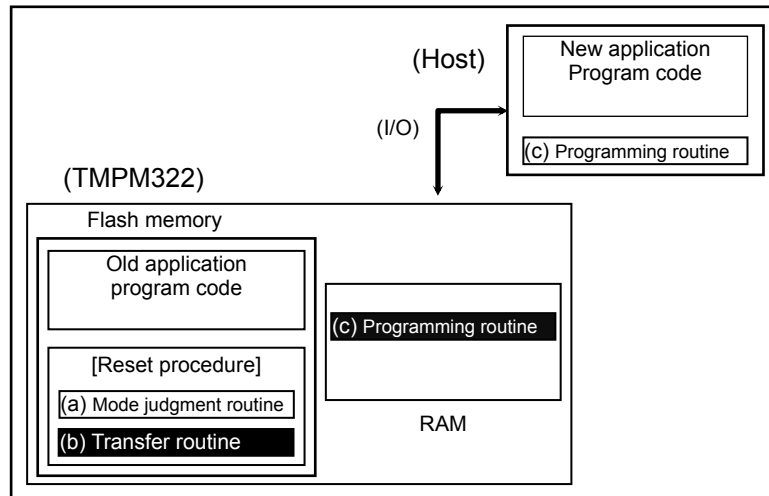 (Host)
New application
Program code
(c) Programming routine
(I/O)
(TMPM322)
Flash memory
Old application
program code
[Reset procedure]
(a) Mode judgment routine
(b) Transfer routine
(c) Programming routine
RAM